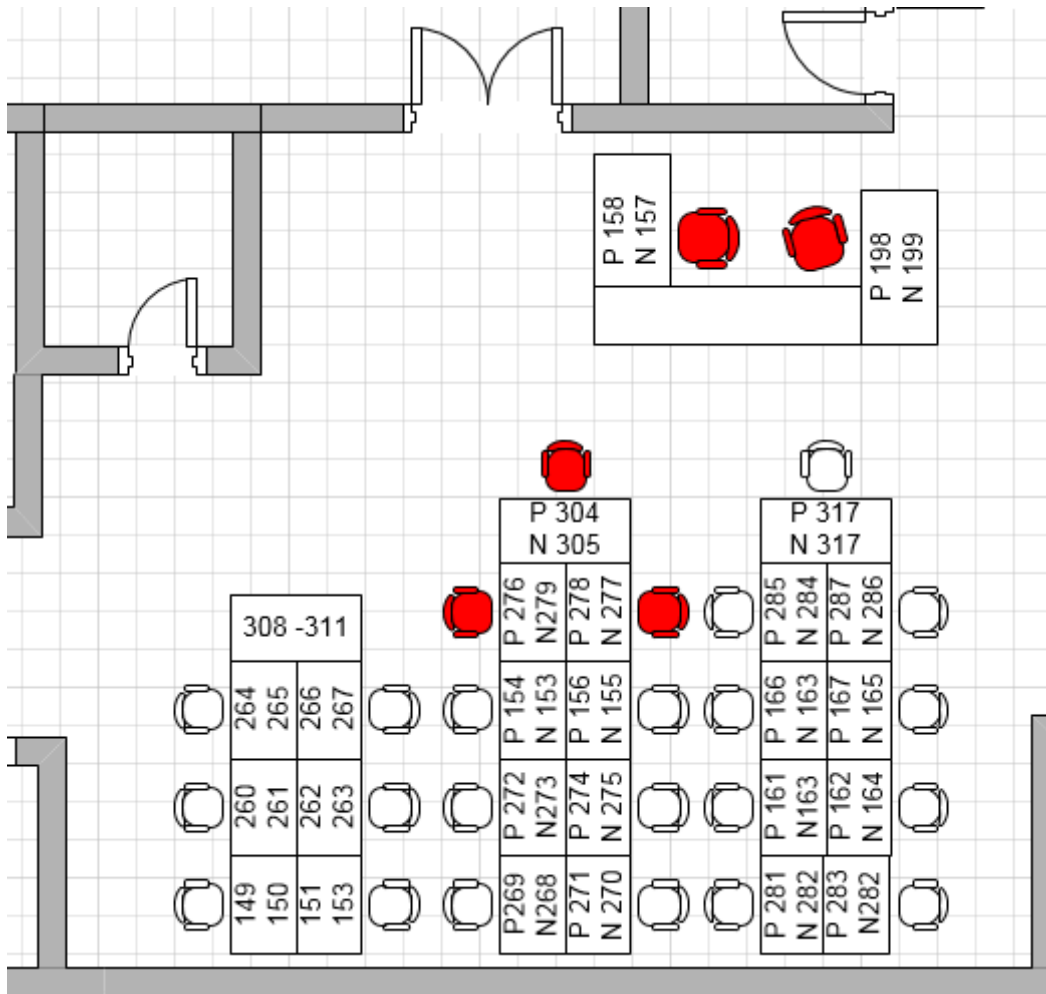 P 158
N 157
P 198
N 199
P 304
N 305
P 317
N 317
P 276
N279
P 278
N 277
P 285
N 284
P 287
N 286
308 -311
264
265
266
267
P 154
N 153
P 156
N 155
P 166
N 163
P 167
N 165
260
261
262
263
P 272
N273
P 274
N 275
P 161
N163
P 162
N 164
149
150
151
153
P269
N268
P 271
N 270
P 281
N 282
P 283
N282